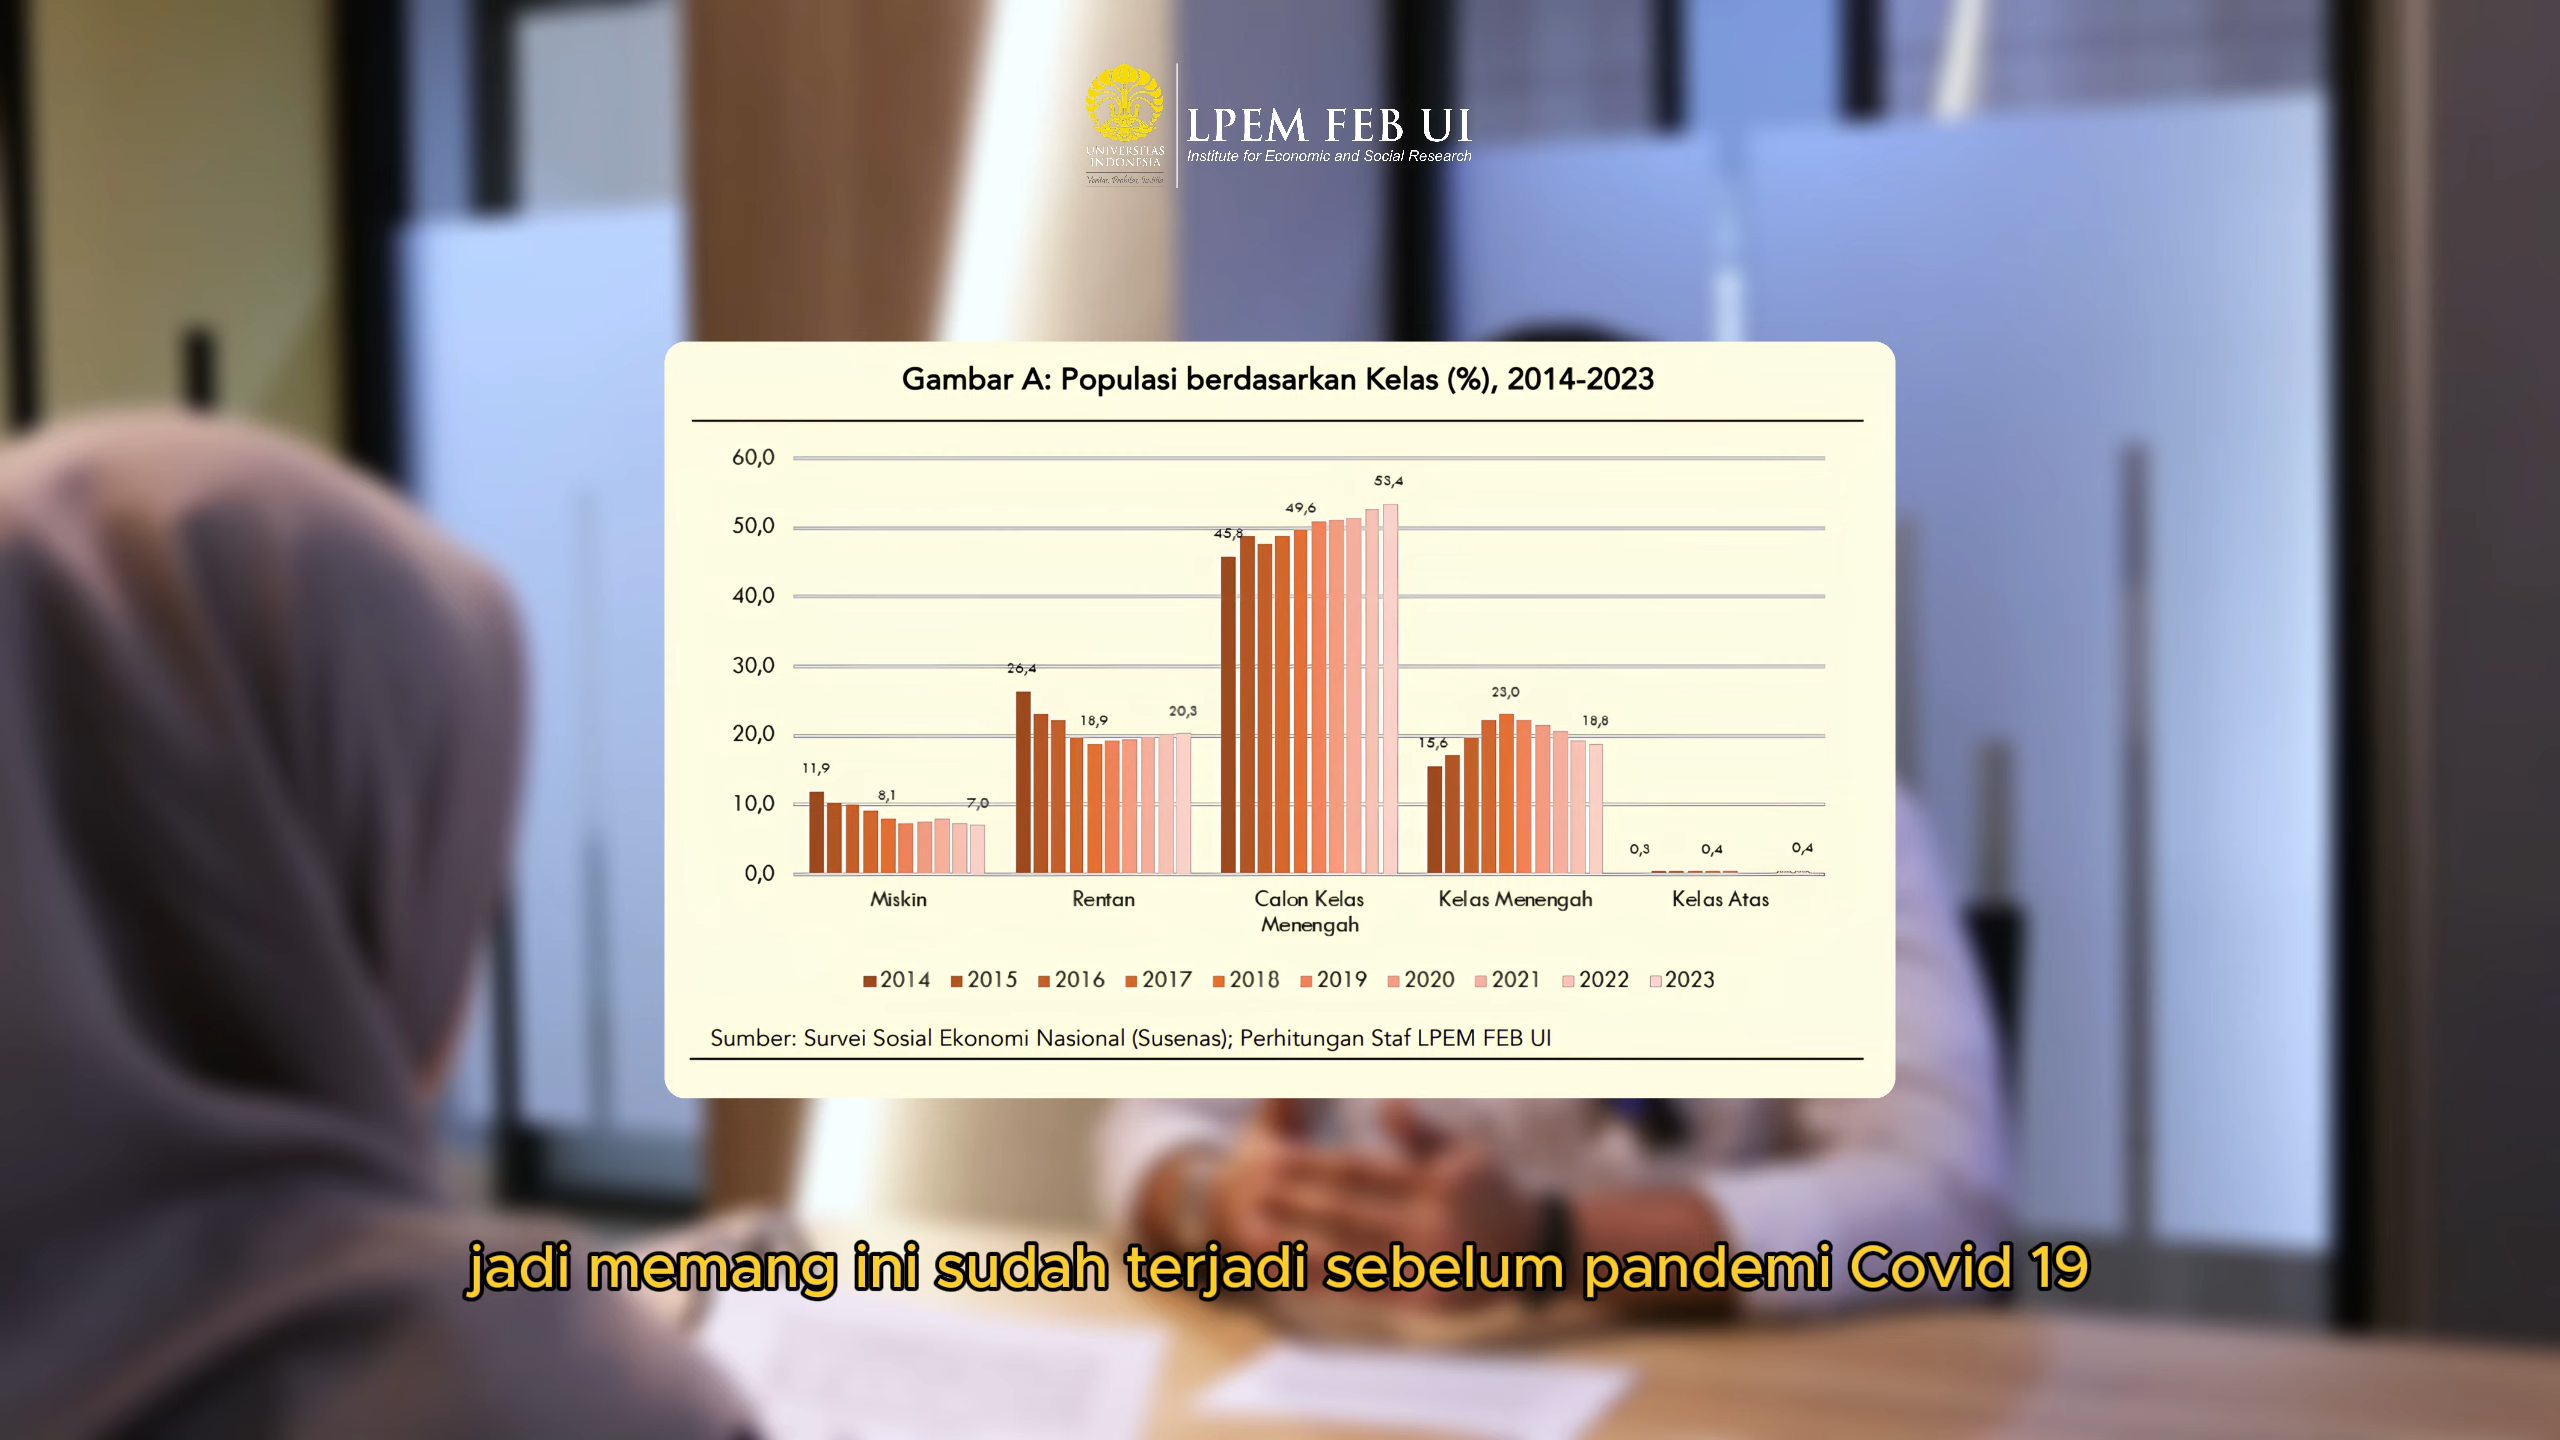 UNIVERSITAS
INDONESIA
Veritas, Probitas, Iustitia
LPEM FEB UI
Institute for Economic and Social Research
Gambar A: Populasi berdasarkan Kelas (%), 2014-2023
60,0
50,0
40,0
30,0
20,0
10,0
0,0
11,9
8,1
7,0
26,4
18,9
20,3
45,8
49,6
53,4
15,6
23,0
18,8
0,3
0,4
0,4
Miskin
Rentan
Calon Kelas
Menengah
Kelas Menengah
Kelas Atas
2014 2015 2016 2017 2018 2019 2020 2021 2022 2023
Sumber: Survei Sosial Ekonomi Nasional (Susenas); Perhitungan Staf LPEM FEB UI
jadi memang ini sudah terjadi sebelum pandemi Covid 19